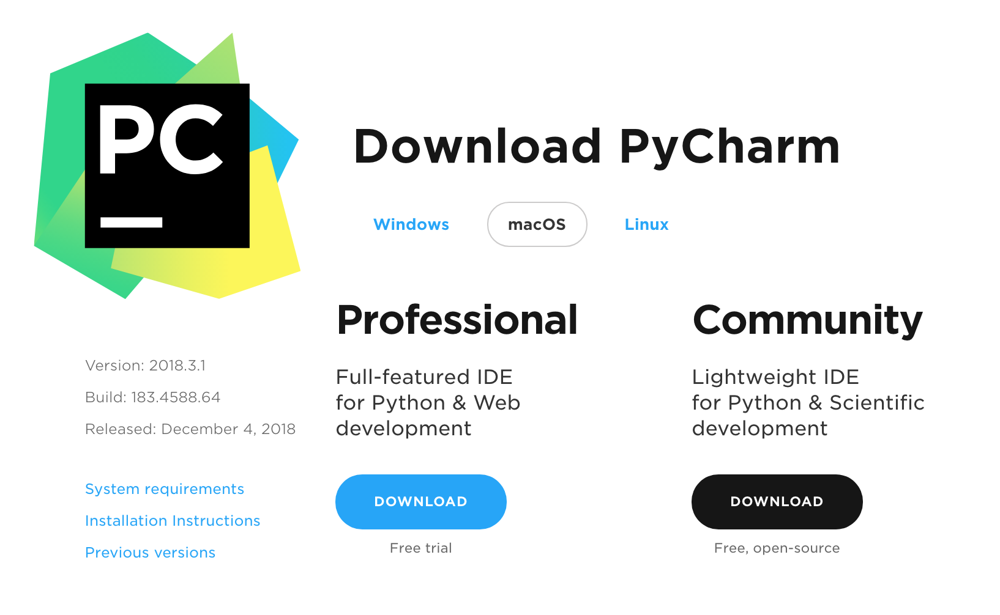 PC
Download PyCharm
Windows
macOS
Linux
Professional
Full-featured IDE
for Python & Web
development
DOWNLOAD
Free trial
Community
Lightweight IDE
for Python & Scientific
development
DOWNLOAD
Free, open-source
Version: 2018.3.1
Build: 183.4588.64
Released: December 4, 2018
System requirements
Installation Instructions
Previous versions